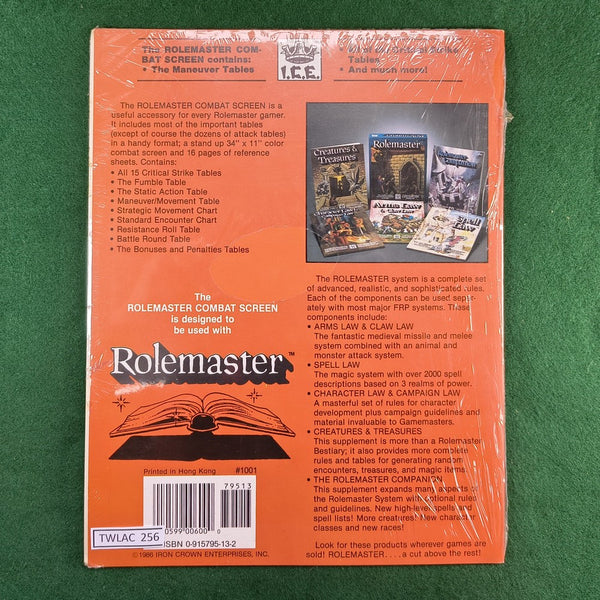 The ROLEMASTER COM-
BAT SCREEN contains:
• The Maneuver Tables
I.C.E.
• All of the Critical Strike
Tables
• And much more!
The ROLEMASTER COMBAT SCREEN is a
useful accessory for every Rolemaster gamer.
It includes most of the important tables
(except of course the dozens of attack tables)
in a handy format; a stand up 34" x 11" color
combat screen and 16 pages of reference
sheets. Contains:
• All 15 Critical Strike Tables
• The Fumble Table
• The Static Action Table
• Maneuver/Movement Table
• Strategic Movement Chart
• Standard Encounter Chart
• Resistance Roll Table
• Battle Round Table
• The Bonuses and Penalties Tables
Creatures &
Treasures
Rolemaster
Arms Law
& Claw Law
Spell
Law
The
ROLEMASTER COMBAT SCREEN
is designed to
be used with
Rolemaster™
Printed in Hong Kong #1001
79513
0599 00600 0
TWLAC 256
ISBN 0-915795-13-2
© 1986 IRON CROWN ENTERPRISES, INC.
The ROLEMASTER system is a complete set
of advanced, realistic, and sophisticated rules.
Each of the components can be used sepa-
rately with most major FRP systems. These
components include:
• ARMS LAW & CLAW LAW
The fantastic medieval missile and melee
system combined with an animal and
monster attack system.
• SPELL LAW
The magic system with over 2000 spell
descriptions based on 3 realms of power.
• CHARACTER LAW & CAMPAIGN LAW
A masterful set of rules for character
development plus campaign guidelines and
material invaluable to Gamemasters.
• CREATURES & TREASURES
This supplement is more than a Rolemaster
Bestiary; it also provides more complete
rules and tables for generating random
encounters, treasures, and magic items.
• THE ROLEMASTER COMPANION
This supplement expands many aspects of
the Rolemaster System with optional rules
and guidelines. New high-level spells and
spell lists! More creatures! New character
classes and new races!
Look for these products wherever games are
sold! ROLEMASTER. . . .a cut above the rest!